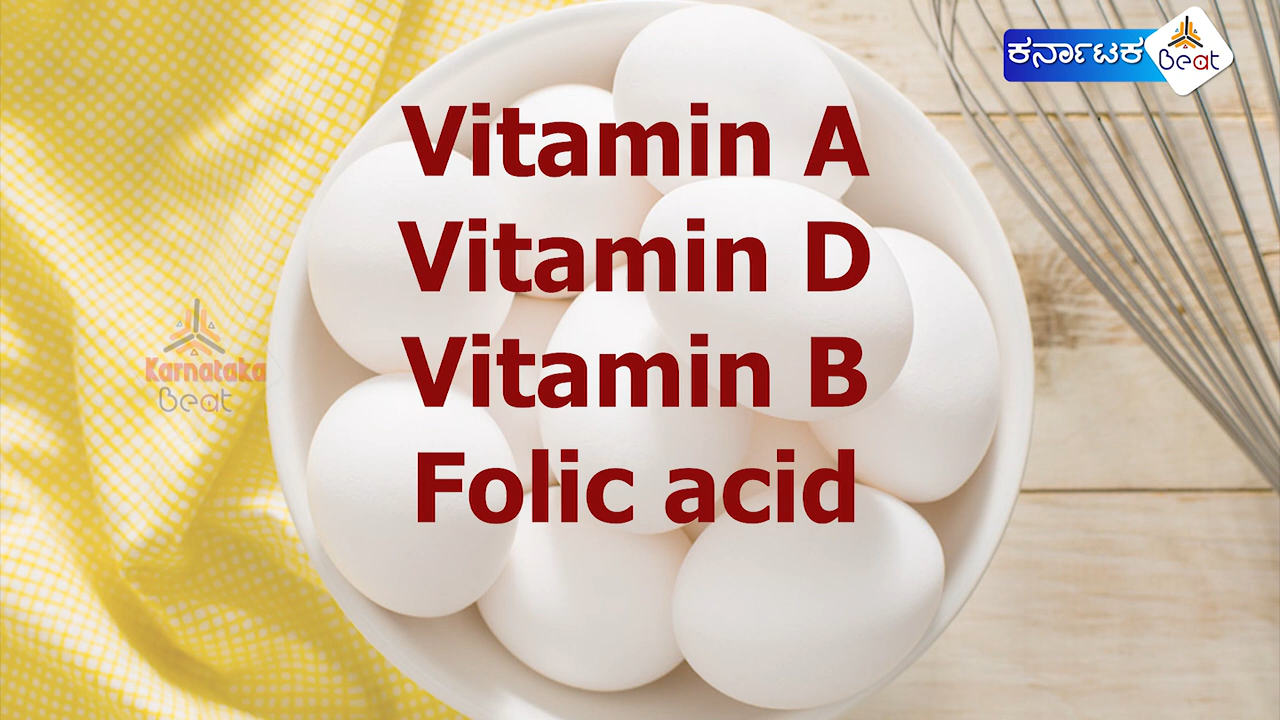 ಕರ್ನಾಟಕ
Beat
Vitamin A
Vitamin D
Vitamin B
Folic acid
Karnataka
Beat